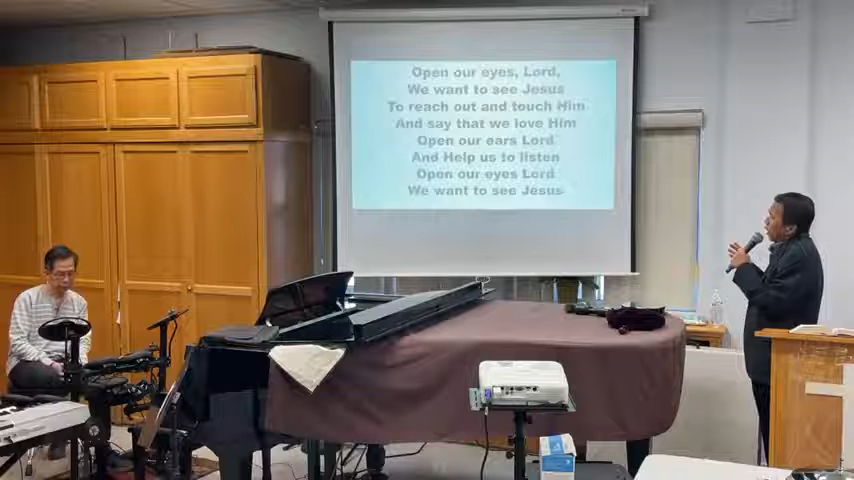 Open our eyes, Lord,
We want to see Jesus
To reach out and touch Him
And say that we love Him
Open our ears Lord
And Help us to listen
Open our eyes Lord
We want to see Jesus